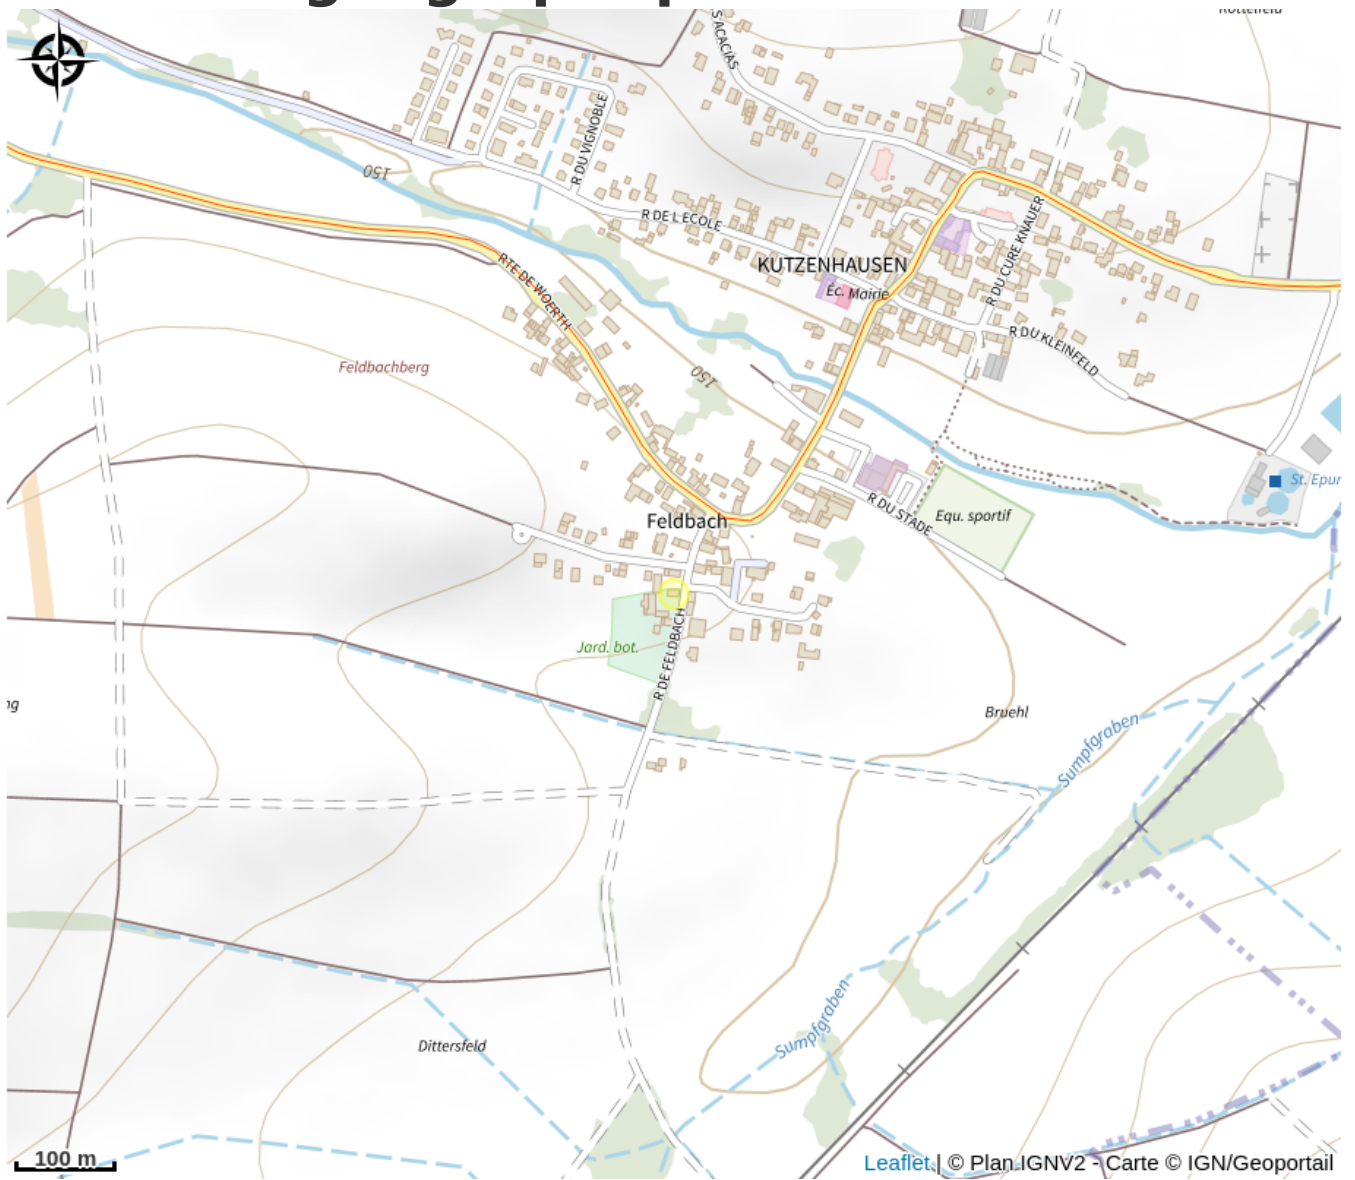 S ACACIAS
R DU VIGNOBLE
150
R DE L ECOLE
R DU CURE KNAUER
KUTZENHAUSEN
Éc. Mairie
RTE DE WOERTH
R DU KLEINFELD
Feldbachberg
150
St. Epur
R DU STADE
Equ. sportif
Feldbach
Jard. bot.
R DE FELDBACH
ng
Bruehl
Sumpfgraben
Sumpfgraben
Dittersfeld
100 m
Leaflet | © Plan IGNV2 - Carte © IGN/Geoportail